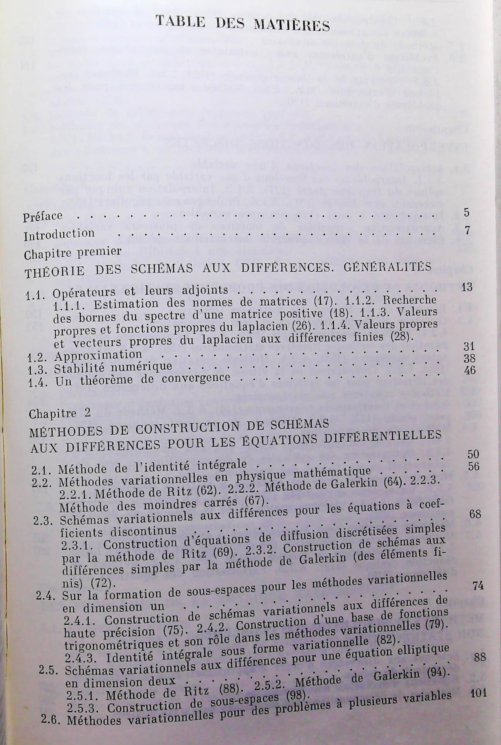 TABLE DES MATIÈRES
Préface . . . . . . . . . . . . . . . . . . . . . . . . . . 5
Introduction . . . . . . . . . . . . . . . . . . . . . . . 7
Chapitre premier
THÉORIE DES SCHÉMAS AUX DIFFÉRENCES. GÉNÉRALITÉS
1.1. Opérateurs et leurs adjoints . . . . . . . . . . . . . . . 13
1.1.1. Estimation des normes de matrices (17). 1.1.2. Recherche
des bornes du spectre d'une matrice positive (18). 1.1.3. Valeurs
propres et fonctions propres du laplacien (26). 1.1.4. Valeurs propres
et vecteurs propres du laplacien aux différences finies (28).
1.2. Approximation . . . . . . . . . . . . . . . . . . . . . 31
1.3. Stabilité numérique . . . . . . . . . . . . . . . . . . . 38
1.4. Un théorème de convergence . . . . . . . . . . . . . . . 46
Chapitre 2
MÉTHODES DE CONSTRUCTION DE SCHÉMAS
AUX DIFFÉRENCES POUR LES ÉQUATIONS DIFFÉRENTIELLES
2.1. Méthode de l'identité intégrale . . . . . . . . . . . . . . 50
2.2. Méthodes variationnelles en physique mathématique . . . . . . 56
2.2.1. Méthode de Ritz (62). 2.2.2. Méthode de Galerkin (64). 2.2.3.
Méthode des moindres carrés (67).
2.3. Schémas variationnels aux différences pour les équations à coef-
ficients discontinus . . . . . . . . . . . . . . . . . . . 68
2.3.1. Construction d'équations de diffusion discrétisées simples
par la méthode de Ritz (69). 2.3.2. Construction de schémas aux
différences simples par la méthode de Galerkin (des éléments fi-
nis) (72).
2.4. Sur la formation de sous-espaces pour les méthodes variationnelles
en dimension un . . . . . . . . . . . . . . . . . . . . 74
2.4.1. Construction de schémas variationnels aux différences de
haute précision (75). 2.4.2. Construction d'une base de fonctions
trigonométriques et son rôle dans les méthodes variationnelles (79).
2.4.3. Identité intégrale sous forme variationnelle (82).
2.5. Schémas variationnels aux différences pour une équation elliptique
en dimension deux . . . . . . . . . . . . . . . . . . . 88
2.5.1. Méthode de Ritz (88). 2.5.2. Méthode de Galerkin (94).
2.5.3. Construction de sous-espaces (98).
2.6. Méthodes variationnelles pour des problèmes à plusieurs variables 101